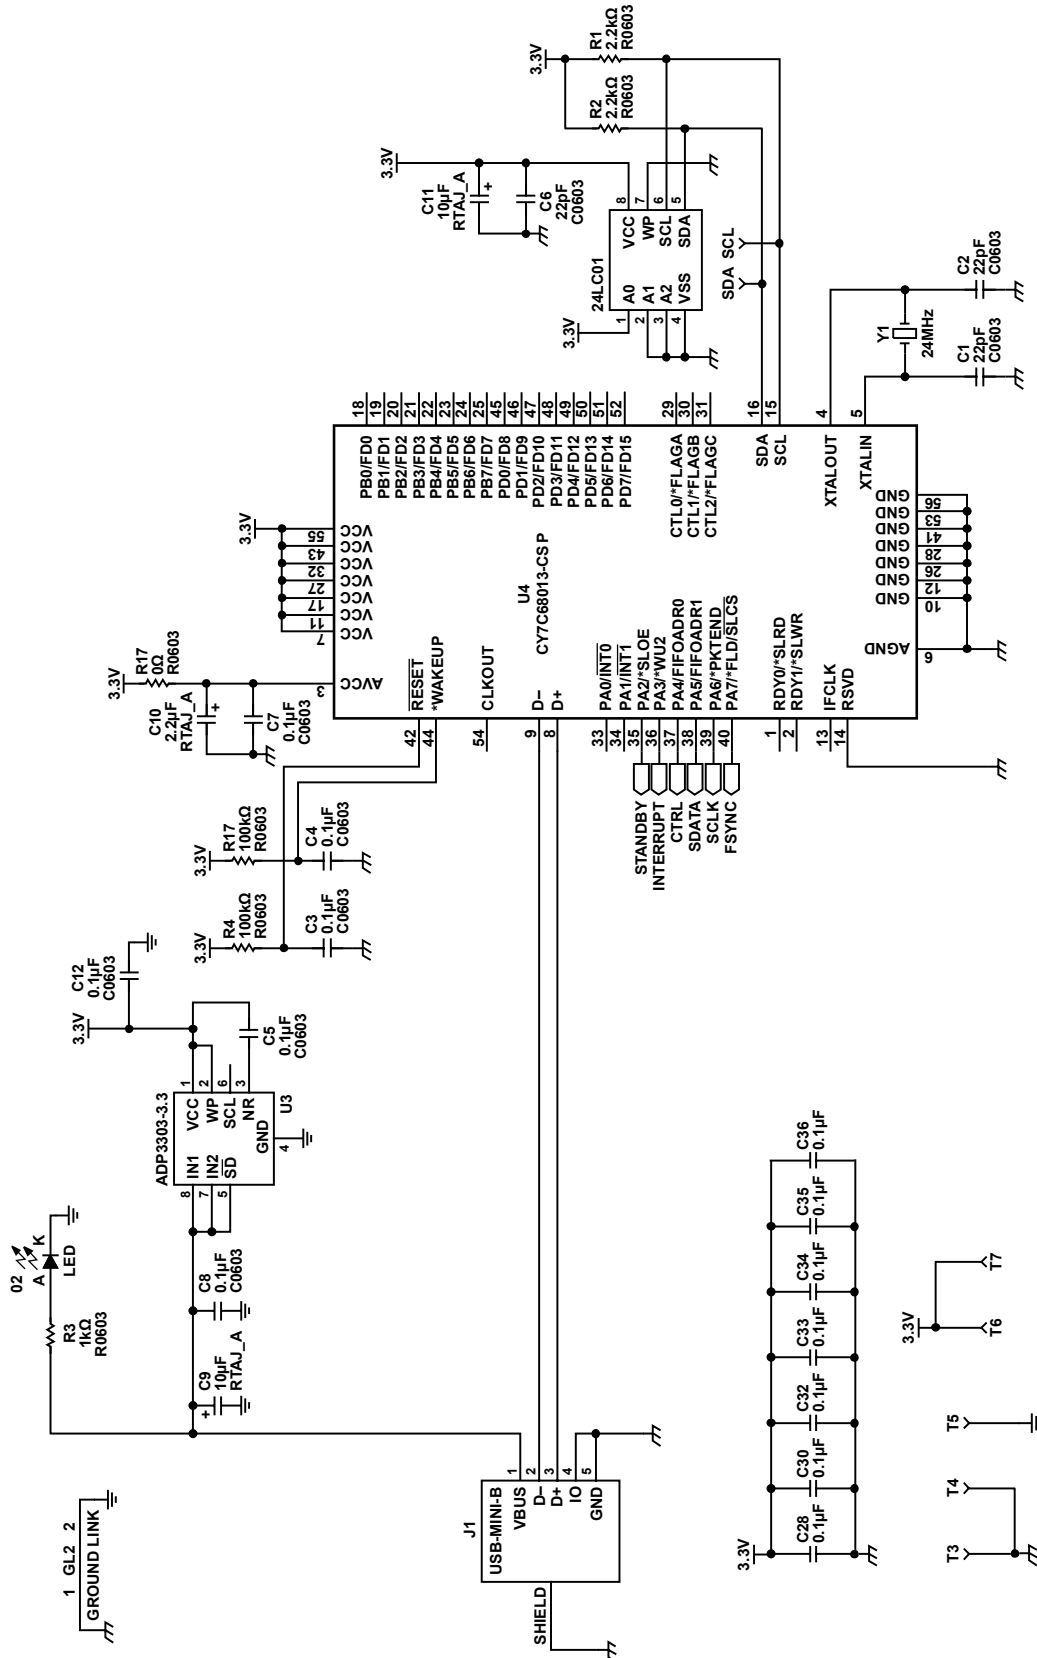 1 GL2 2
GROUND LINK
J1
USB-MINI-B
VBUS 1
D– 2
D+ 3
IO 4
GND 5
SHIELD
R3
1kΩ
R0603
02
A K
LED
C9
10µF
RTAJ_A
+
C8
0.1µF
C0603
ADP3303-3.3
8 IN1
7 IN2
5 SD
VCC 1
WP 2
SCL 6
NR 3
GND
4
U3
3.3V
C12
0.1µF
C0603
C5
0.1µF
C0603
3.3V
R4
100kΩ
R0603
C3
0.1µF
C0603
3.3V
R17
100kΩ
R0603
C4
0.1µF
C0603
3.3V
R17
0Ω
R0603
C10
2.2µF
RTAJ_A
+
C7
0.1µF
C0603
3.3V
3 AVCC
7 VCC
11 VCC
17 VCC
27 VCC
32 VCC
43 VCC
55 VCC
U4
CY7C68013-CSP
42 RESET
44 *WAKEUP
54 CLKOUT
9 D–
8 D+
33 PA0/INT0
34 PA1/INT1
35 PA2/*SLOE
36 PA3/*WU2
37 PA4/FIFOADR0
38 PA5/FIFOADR1
39 PA6/*PKTEND
40 PA7/*FLD/SLCS
1 RDY0/*SLRD
2 RDY1/*SLWR
13 IFCLK
14 RSVD
STANDBY
INTERRUPT
CTRL
SDATA
SCLK
FSYNC
PB0/FD0 18
PB1/FD1 19
PB2/FD2 20
PB3/FD3 21
PB4/FD4 22
PB5/FD5 23
PB6/FD6 24
PB7/FD7 25
PD0/FD8 45
PD1/FD9 46
PD2/FD10 47
PD3/FD11 48
PD4/FD12 49
PD5/FD13 50
PD6/FD14 51
PD7/FD15 52
CTL0/*FLAGA 29
CTL1/*FLAGB 30
CTL2/*FLAGC 31
SDA 16
SCL 15
XTALOUT 4
XTALIN 5
AGND 6
GND 10
GND 12
GND 26
GND 28
GND 41
GND 53
GND 56
3.3V
24LC01
1 A0
2 A1
3 A2
4 VSS
VCC 8
WP 7
SCL 6
SDA 5
3.3V
C11
10µF
RTAJ_A
+
C6
22pF
C0603
3.3V
R2
2.2kΩ
R0603
R1
2.2kΩ
R0603
SDA
SCL
Y1
24MHz
C1
22pF
C0603
C2
22pF
C0603
3.3V
C28
0.1µF
C30
0.1µF
C32
0.1µF
C33
0.1µF
C34
0.1µF
C35
0.1µF
C36
0.1µF
T3
T4
T5
3.3V
T6
T7